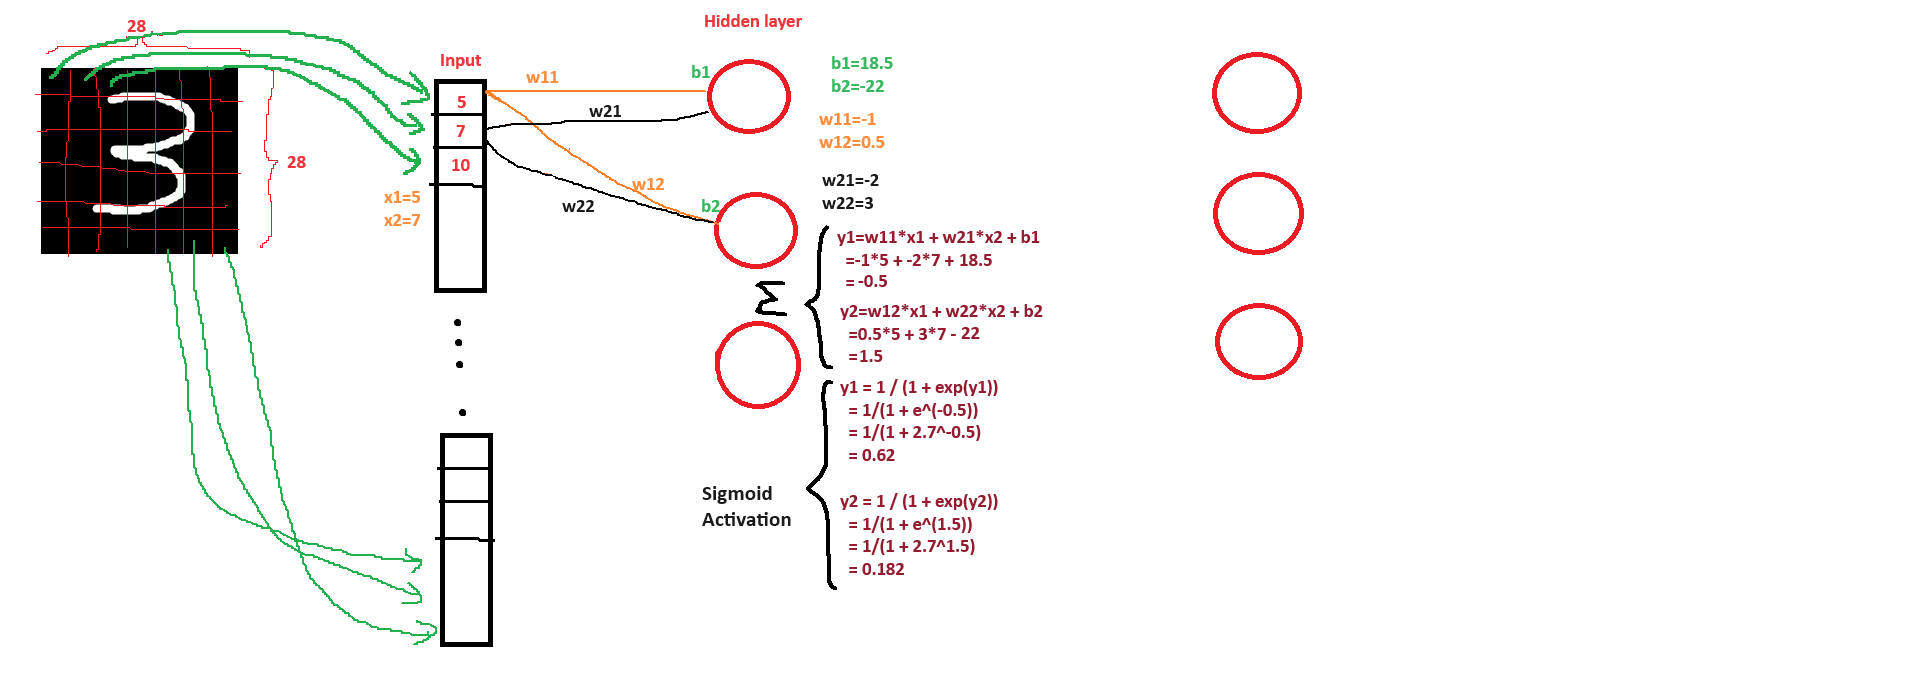 28
28
Input
5
7
10
x1=5
x2=7
Hidden layer
w11
w21
w12
w22
b1
b2
b1=18.5
b2=-22
w11=-1
w12=0.5
w21=-2
w22=3
Σ
y1=w11*x1 + w21*x2 + b1
=-1*5 + -2*7 + 18.5
= -0.5
y2=w12*x1 + w22*x2 + b2
=0.5*5 + 3*7 - 22
=1.5
Sigmoid
Activation
y1 = 1 / (1 + exp(y1))
= 1/(1 + e^(-0.5))
= 1/(1 + 2.7^-0.5)
= 0.62
y2 = 1 / (1 + exp(y2))
= 1/(1 + e^(1.5))
= 1/(1 + 2.7^1.5)
= 0.182
3